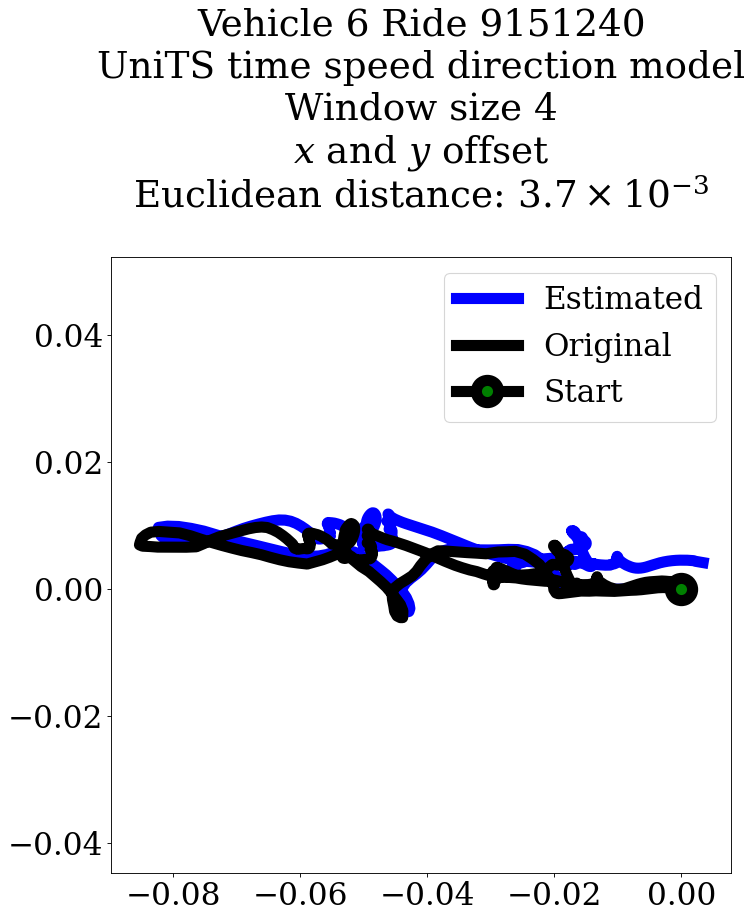 Vehicle 6 Ride 9151240
UniTS time speed direction model
Window size 4
x and y offset
Euclidean distance: 3.7 × 10⁻³
Estimated
Original
Start
0.04
0.02
0.00
−0.02
−0.04
−0.08 −0.06 −0.04 −0.02 0.00